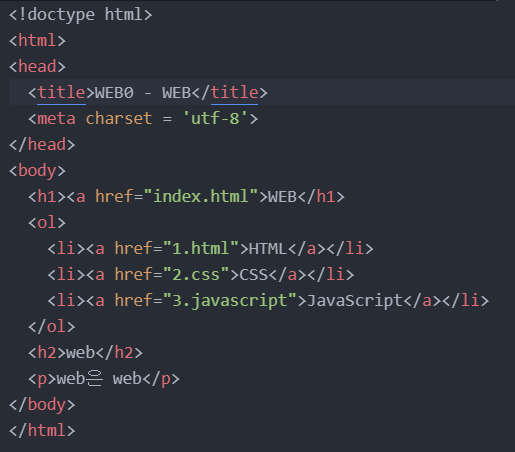 <!doctype html>
<html>
<head>
  <title>WEB0 - WEB</title>
  <meta charset = 'utf-8'>
</head>
<body>
  <h1><a href="index.html">WEB</h1>
  <ol>
    <li><a href="1.html">HTML</a></li>
    <li><a href="2.css">CSS</a></li>
    <li><a href="3.javascript">JavaScript</a></li>
  </ol>
  <h2>web</h2>
  <p>web은 web</p>
</body>
</html>